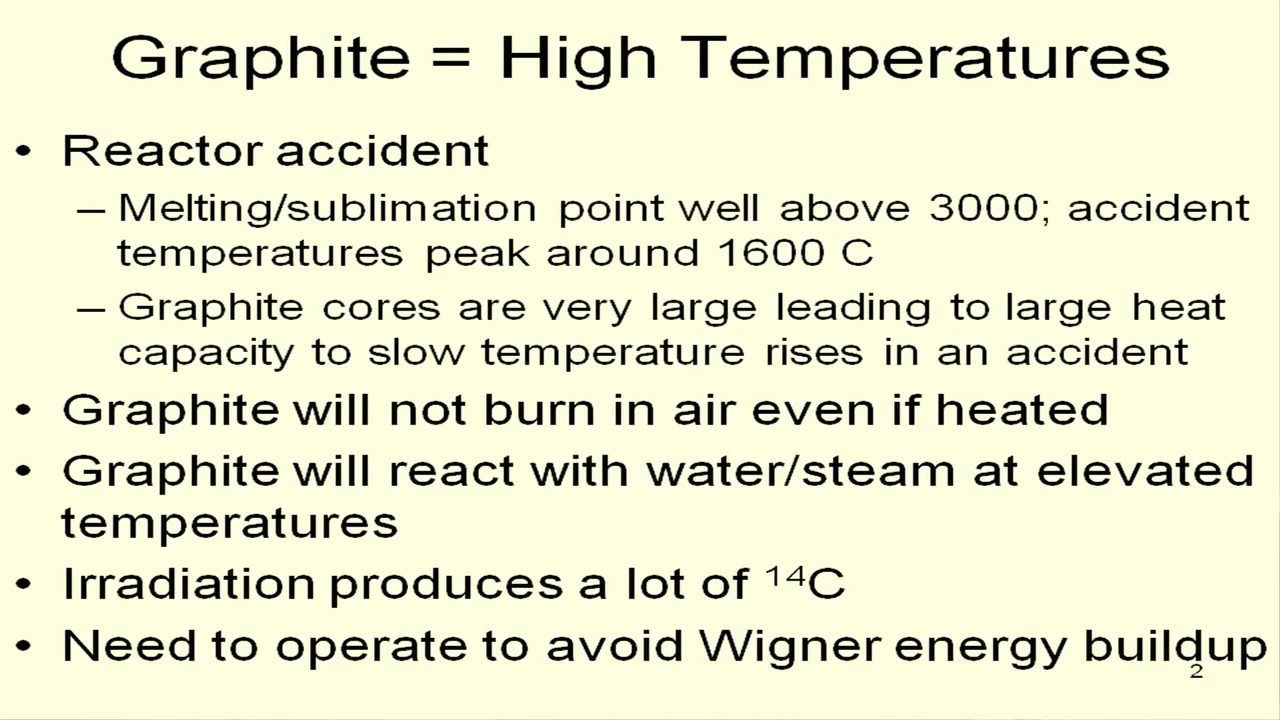 Graphite = High Temperatures
• Reactor accident
– Melting/sublimation point well above 3000; accident
temperatures peak around 1600 C
– Graphite cores are very large leading to large heat
capacity to slow temperature rises in an accident
• Graphite will not burn in air even if heated
• Graphite will react with water/steam at elevated
temperatures
• Irradiation produces a lot of ¹⁴C
• Need to operate to avoid Wigner energy buildup
2